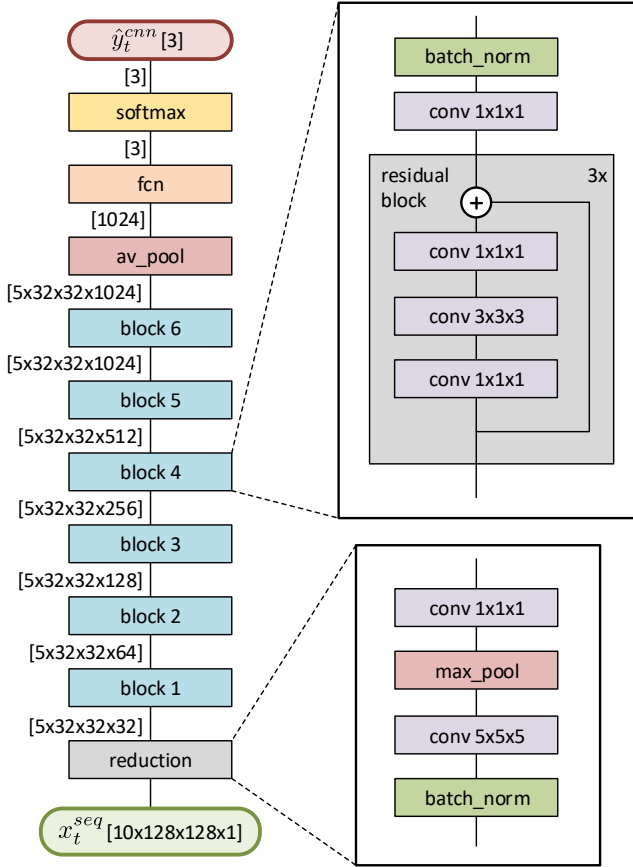 ŷ_t^{cnn} [3]
[3]
softmax
[3]
fcn
[1024]
av_pool
[5x32x32x1024]
block 6
[5x32x32x1024]
block 5
[5x32x32x512]
block 4
[5x32x32x256]
block 3
[5x32x32x128]
block 2
[5x32x32x64]
block 1
[5x32x32x32]
reduction
x_t^{seq} [10x128x128x1]
batch_norm
conv 1x1x1
residual
block
3x
+
conv 1x1x1
conv 3x3x3
conv 1x1x1
conv 1x1x1
max_pool
conv 5x5x5
batch_norm